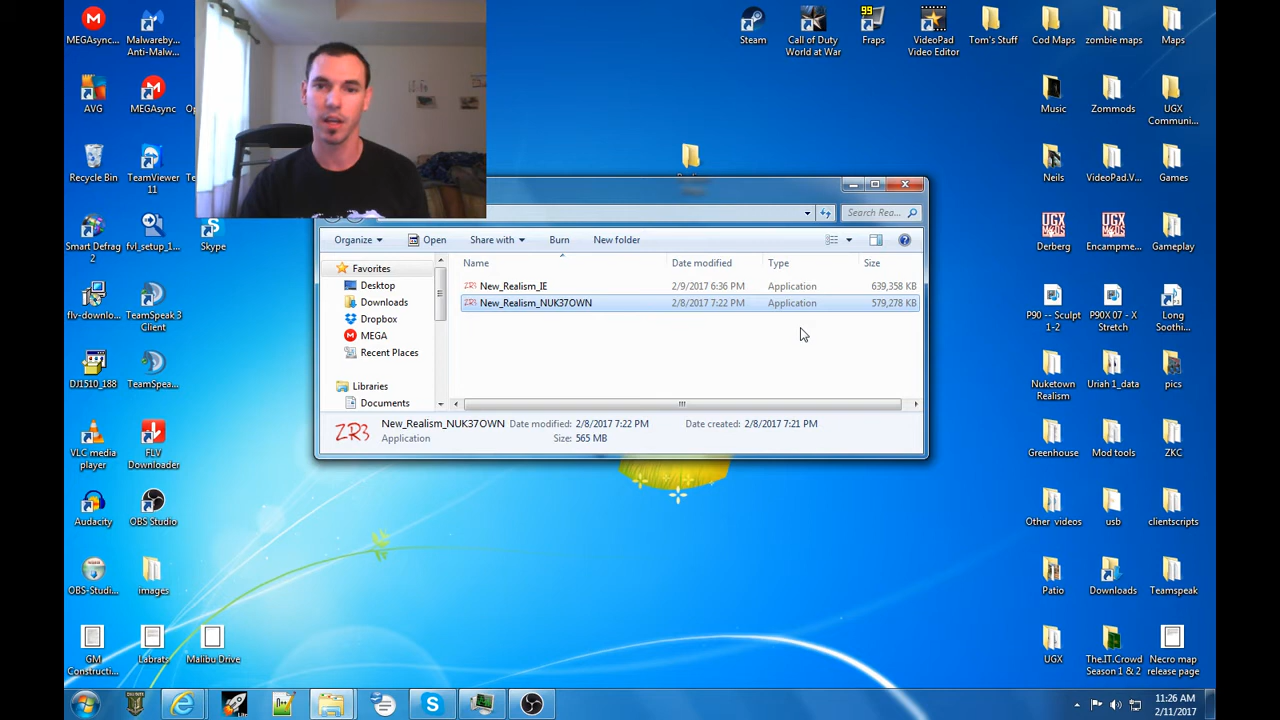 MEGAsync...
Malwareby...
Anti-Malw...
AVG
MEGAsync
Recycle Bin
TeamViewer
11
Smart Defrag
2
fvl_setup_1...
Skype
flv-downlo...
TeamSpeak 3
Client
DJ1510_188
TeamSpea...
VLC media
player
FLV
Downloader
Audacity
OBS Studio
OBS-Studi...
images
GM
Constructi...
Labrats
Malibu Drive
99
Steam
Call of Duty
World at War
Fraps
VideoPad
Video Editor
Tom's Stuff
Cod Maps
zombie maps
Maps
Music
Zommods
UGX
Communi...
Neils
VideoPad.V...
Games
Derberg
Encampme...
Gameplay
P90 -- Sculpt
1-2
P90X 07 - X
Stretch
Long
Soothi...
Nuketown
Realism
Uriah 1_data
pics
Greenhouse
Mod tools
ZKC
Other videos
usb
clientscripts
Patio
Downloads
Teamspeak
UGX
The.IT.Crowd
Season 1 & 2
Necro map
release page
Search Rea...
Organize
Open
Share with
Burn
New folder
Name
Date modified
Type
Size
Favorites
Desktop
Downloads
Dropbox
MEGA
Recent Places
Libraries
Documents
ZR3 New_Realism_IE 2/9/2017 6:36 PM Application 639,358 KB
ZR3 New_Realism_NUK37OWN 2/8/2017 7:22 PM Application 579,278 KB
ZR3
New_Realism_NUK37OWN Date modified: 2/8/2017 7:22 PM Date created: 2/8/2017 7:21 PM
Application Size: 565 MB
11:26 AM
2/11/2017